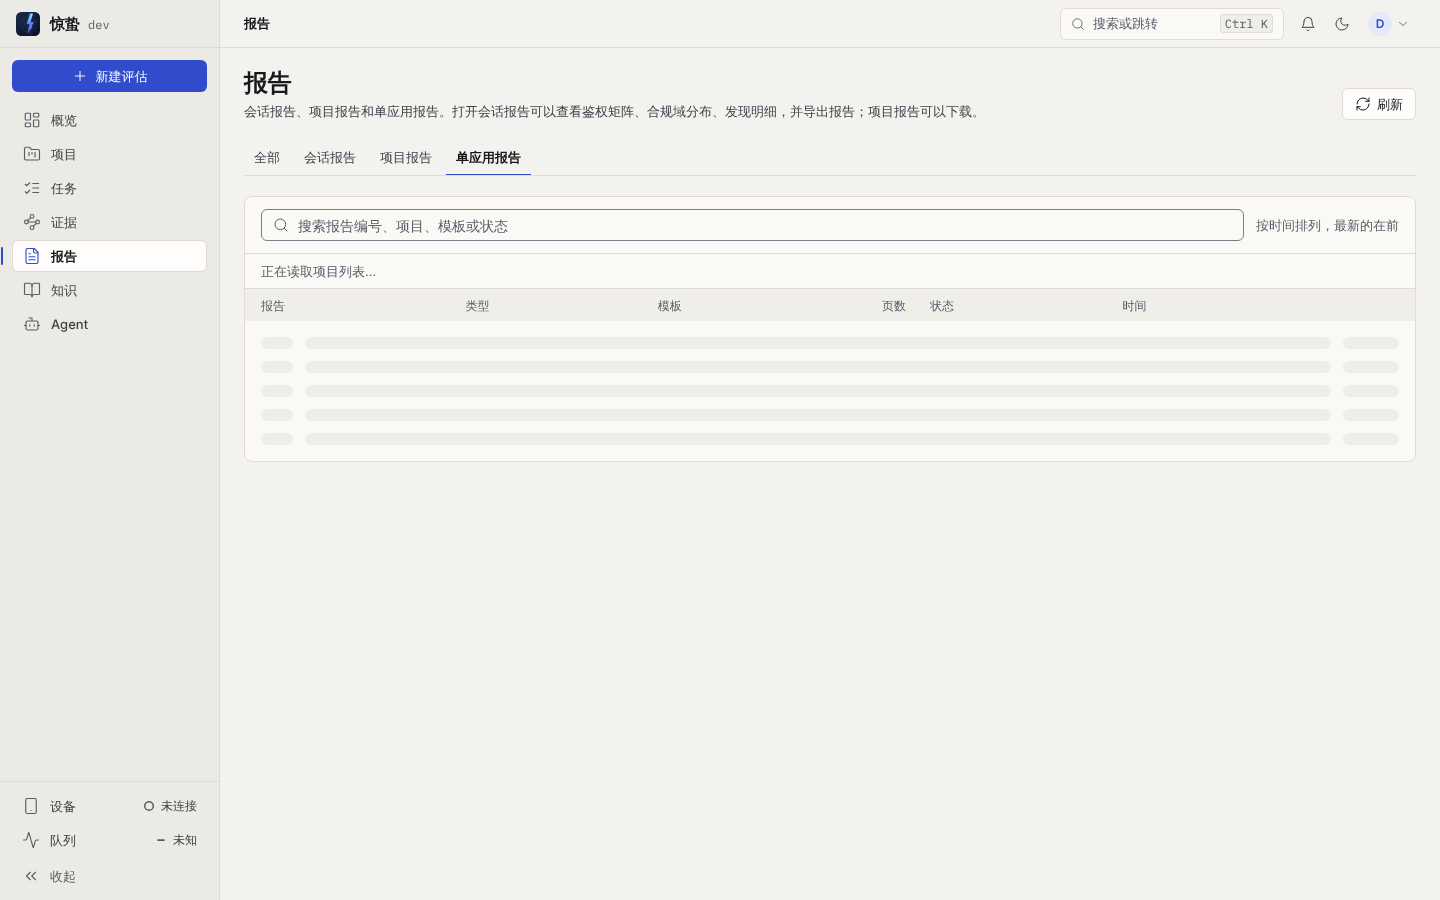 惊蛰 dev
报告
搜索或跳转 Ctrl K
D
新建评估
概览
项目
任务
证据
报告
知识
Agent
设备 未连接
队列 未知
收起
报告
会话报告、项目报告和单应用报告。打开会话报告可以查看鉴权矩阵、合规域分布、发现明细，并导出报告；项目报告可以下载。
刷新
全部 会话报告 项目报告 单应用报告
搜索报告编号、项目、模板或状态
按时间排列，最新的在前
正在读取项目列表...
报告 类型 模板 页数 状态 时间